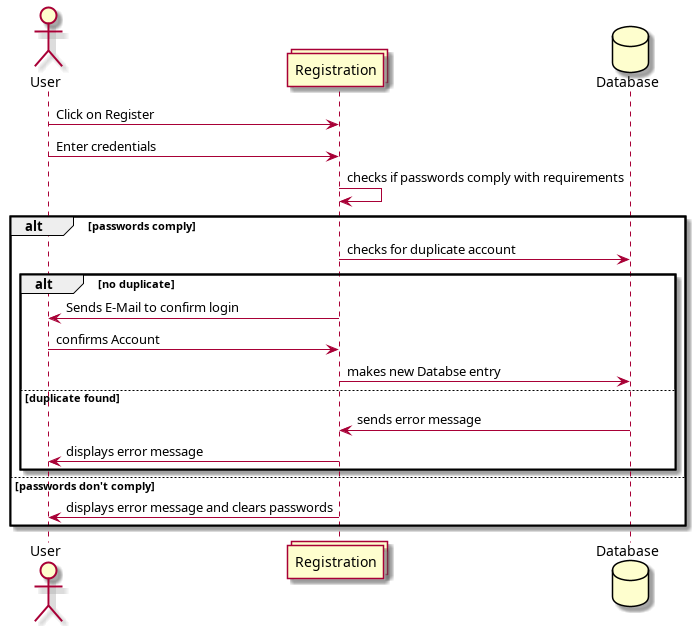 User
Registration
Database
Click on Register
Enter credentials
checks if passwords comply with requirements
alt [passwords comply]
checks for duplicate account
alt [no duplicate]
Sends E-Mail to confirm login
confirms Account
makes new Databse entry
[duplicate found]
sends error message
displays error message
[passwords don't comply]
displays error message and clears passwords
User
Registration
Database